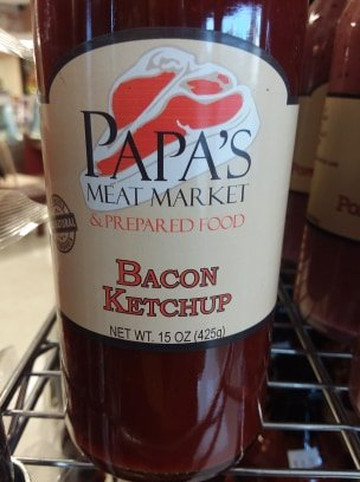 PAPA'S
MEAT MARKET
& PREPARED FOOD
BACON
KETCHUP
NET WT. 15 OZ (425g)